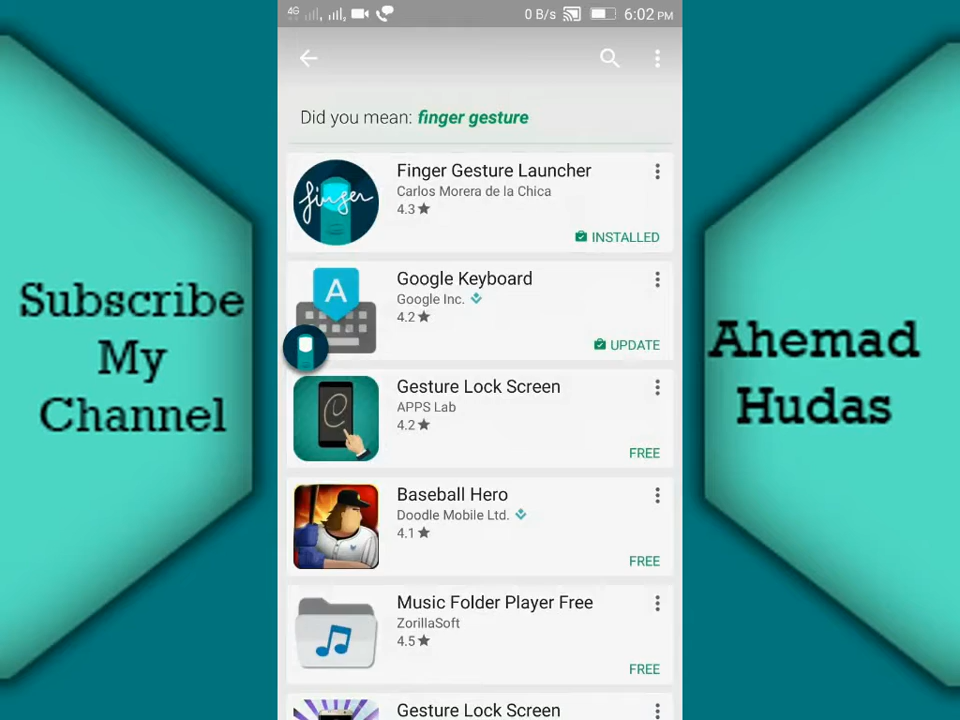 4G 0 B/s 6:02 PM
Did you mean: finger gesture
finger
Finger Gesture Launcher
Carlos Morera de la Chica
4.3★
INSTALLED
A
Google Keyboard
Google Inc.
4.2★
UPDATE
Gesture Lock Screen
APPS Lab
4.2★
FREE
Baseball Hero
Doodle Mobile Ltd.
4.1★
FREE
Music Folder Player Free
ZorillaSoft
4.5★
FREE
Gesture Lock Screen
Subscribe
My
Channel
Ahemad
Hudas